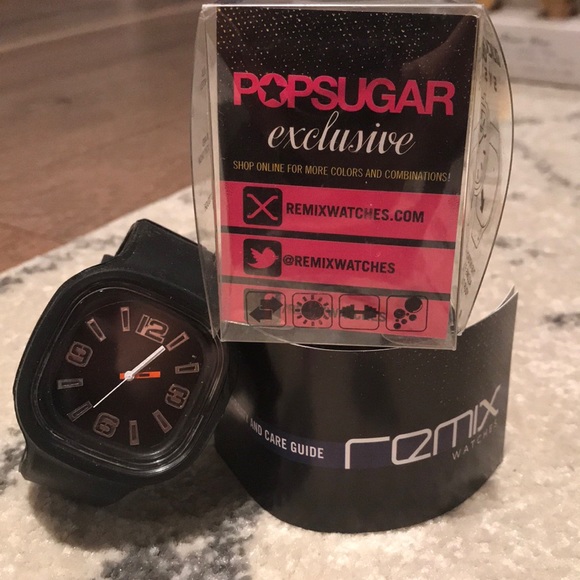 POPSUGAR
exclusive
SHOP ONLINE FOR MORE COLORS AND COMBINATIONS!
REMIXWATCHES.COM
@REMIXWATCHES
12
3
6
9
AND CARE GUIDE
remix
WATCHES